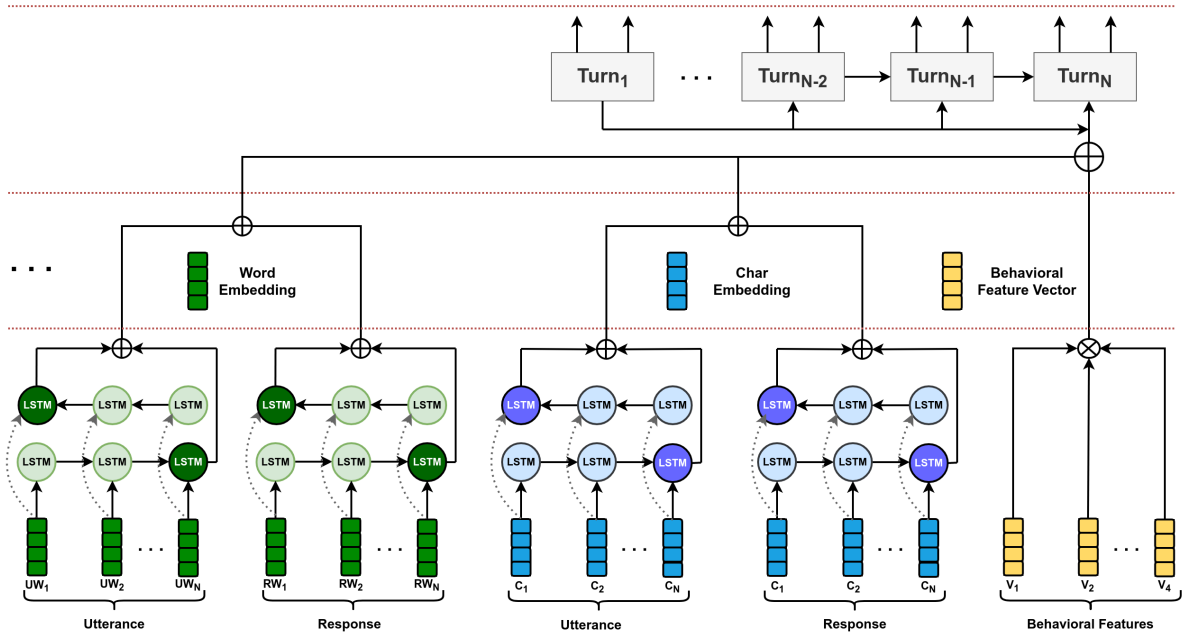 Turn1 . . . TurnN-2 TurnN-1 TurnN
. . .
Word
Embedding
Char
Embedding
Behavioral
Feature Vector
LSTM LSTM LSTM LSTM LSTM LSTM LSTM LSTM LSTM LSTM LSTM LSTM
LSTM LSTM LSTM LSTM LSTM LSTM LSTM LSTM LSTM LSTM LSTM LSTM
. . . . . . . . . . . . . . .
UW1 UW2 UWN RW1 RW2 RWN C1 C2 CN C1 C2 CN V1 V2 V4
Utterance Response Utterance Response Behavioral Features